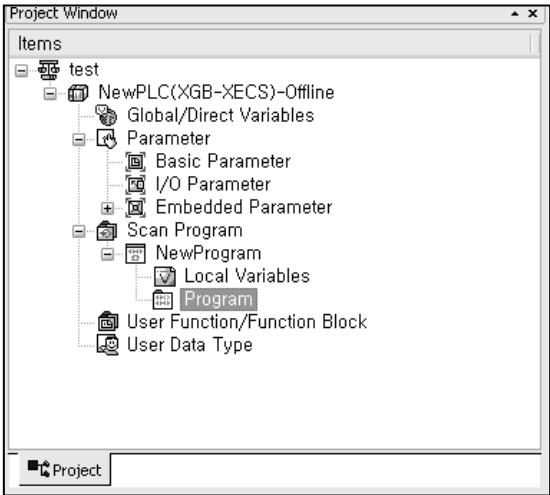 Project Window
Items
test
NewPLC(XGB-XECS)-Offline
Global/Direct Variables
Parameter
Basic Parameter
I/O Parameter
Embedded Parameter
Scan Program
NewProgram
Local Variables
Program
User Function/Function Block
User Data Type
Project